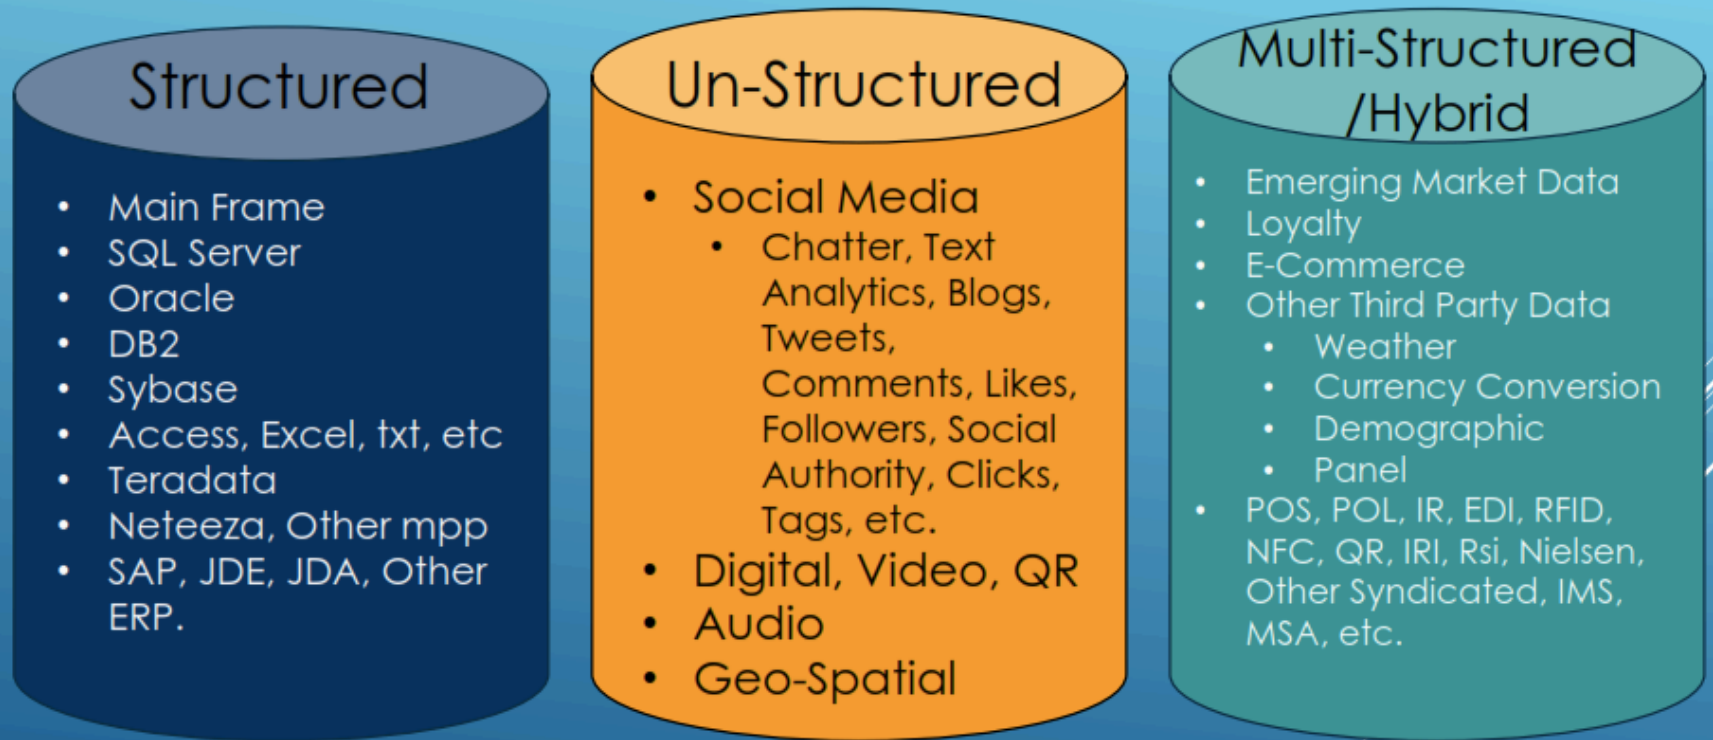 Structured
• Main Frame
• SQL Server
• Oracle
• DB2
• Sybase
• Access, Excel, txt, etc
• Teradata
• Neteeza, Other mpp
• SAP, JDE, JDA, Other
ERP.
Un-Structured
• Social Media
• Chatter, Text
Analytics, Blogs,
Tweets,
Comments, Likes,
Followers, Social
Authority, Clicks,
Tags, etc.
• Digital, Video, QR
• Audio
• Geo-Spatial
Multi-Structured
/Hybrid
• Emerging Market Data
• Loyalty
• E-Commerce
• Other Third Party Data
• Weather
• Currency Conversion
• Demographic
• Panel
• POS, POL, IR, EDI, RFID,
NFC, QR, IRI, Rsi, Nielsen,
Other Syndicated, IMS,
MSA, etc.